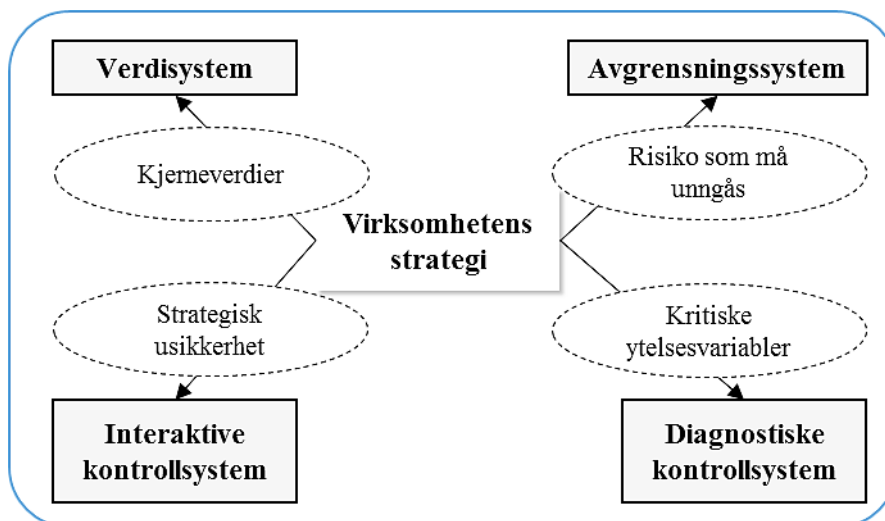 Verdisystem
Avgrensningssystem
Kjerneverdier
Risiko som må
unngås
Virksomhetens
strategi
Strategisk
usikkerhet
Kritiske
ytelsesvariabler
Interaktive
kontrollsystem
Diagnostiske
kontrollsystem